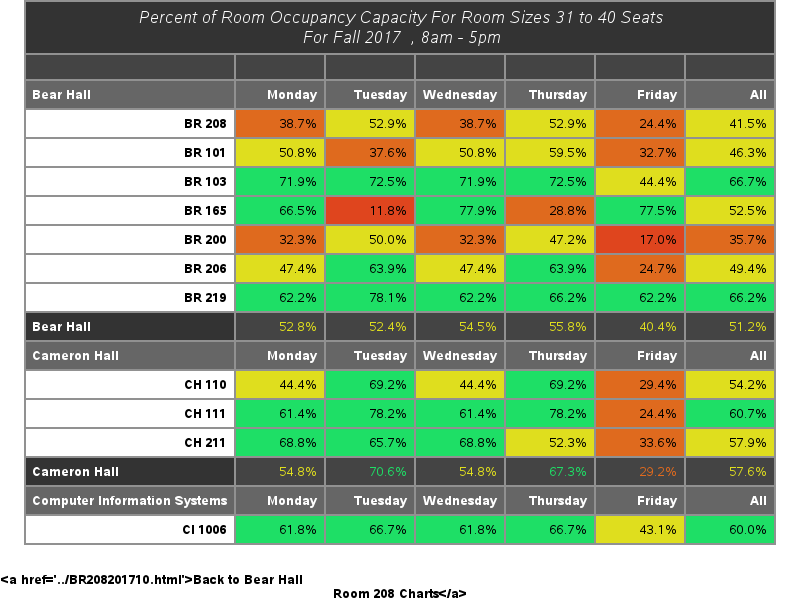 Percent of Room Occupancy Capacity For Room Sizes 31 to 40 Seats
For Fall 2017 , 8am - 5pm
Bear Hall Monday Tuesday Wednesday Thursday Friday All
BR 208 38.7% 52.9% 38.7% 52.9% 24.4% 41.5%
BR 101 50.8% 37.6% 50.8% 59.5% 32.7% 46.3%
BR 103 71.9% 72.5% 71.9% 72.5% 44.4% 66.7%
BR 165 66.5% 11.8% 77.9% 28.8% 77.5% 52.5%
BR 200 32.3% 50.0% 32.3% 47.2% 17.0% 35.7%
BR 206 47.4% 63.9% 47.4% 63.9% 24.7% 49.4%
BR 219 62.2% 78.1% 62.2% 66.2% 62.2% 66.2%
Bear Hall 52.8% 52.4% 54.5% 55.8% 40.4% 51.2%
Cameron Hall Monday Tuesday Wednesday Thursday Friday All
CH 110 44.4% 69.2% 44.4% 69.2% 29.4% 54.2%
CH 111 61.4% 78.2% 61.4% 78.2% 24.4% 60.7%
CH 211 68.8% 65.7% 68.8% 52.3% 33.6% 57.9%
Cameron Hall 54.8% 70.6% 54.8% 67.3% 29.2% 57.6%
Computer Information Systems Monday Tuesday Wednesday Thursday Friday All
CI 1006 61.8% 66.7% 61.8% 66.7% 43.1% 60.0%
<a href='../BR208201710.html'>Back to Bear Hall
Room 208 Charts</a>